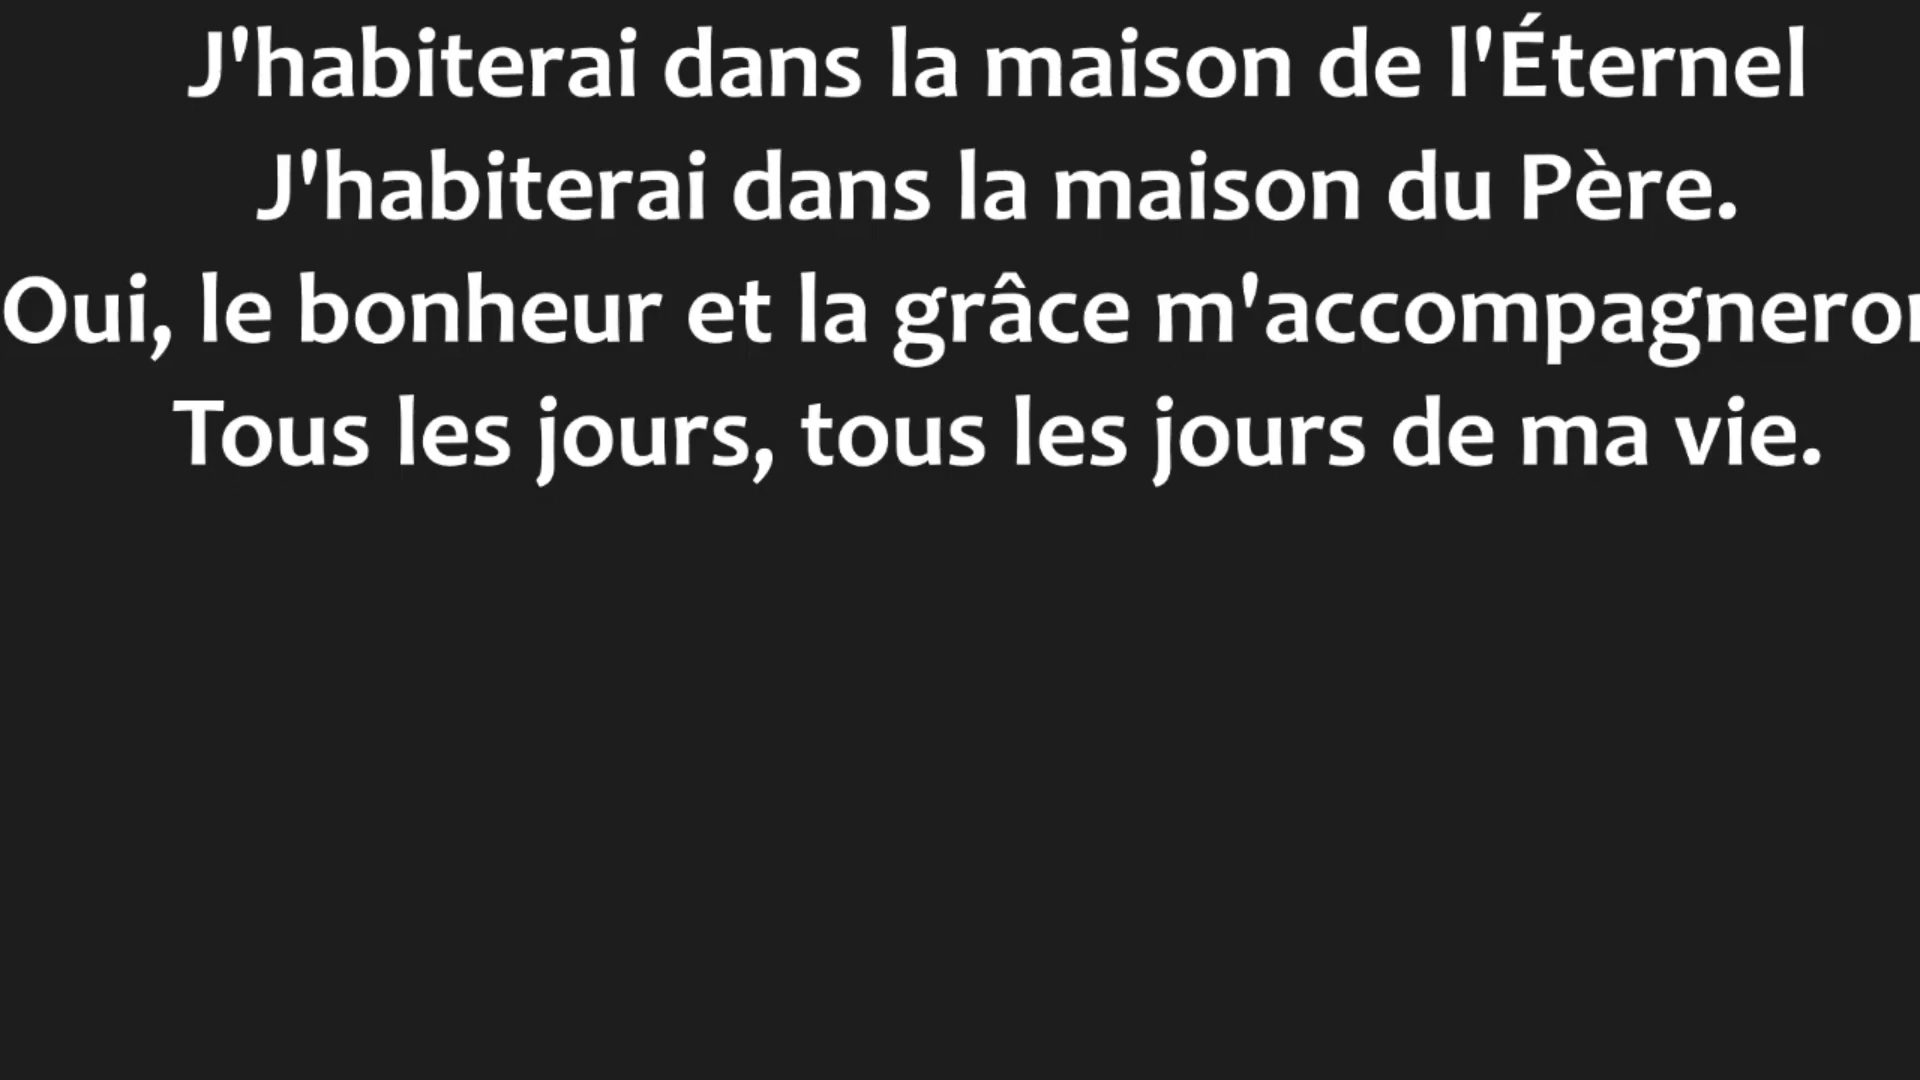 J'habiterai dans la maison de l'Éternel
J'habiterai dans la maison du Père.
Oui, le bonheur et la grâce m'accompagneron
Tous les jours, tous les jours de ma vie.